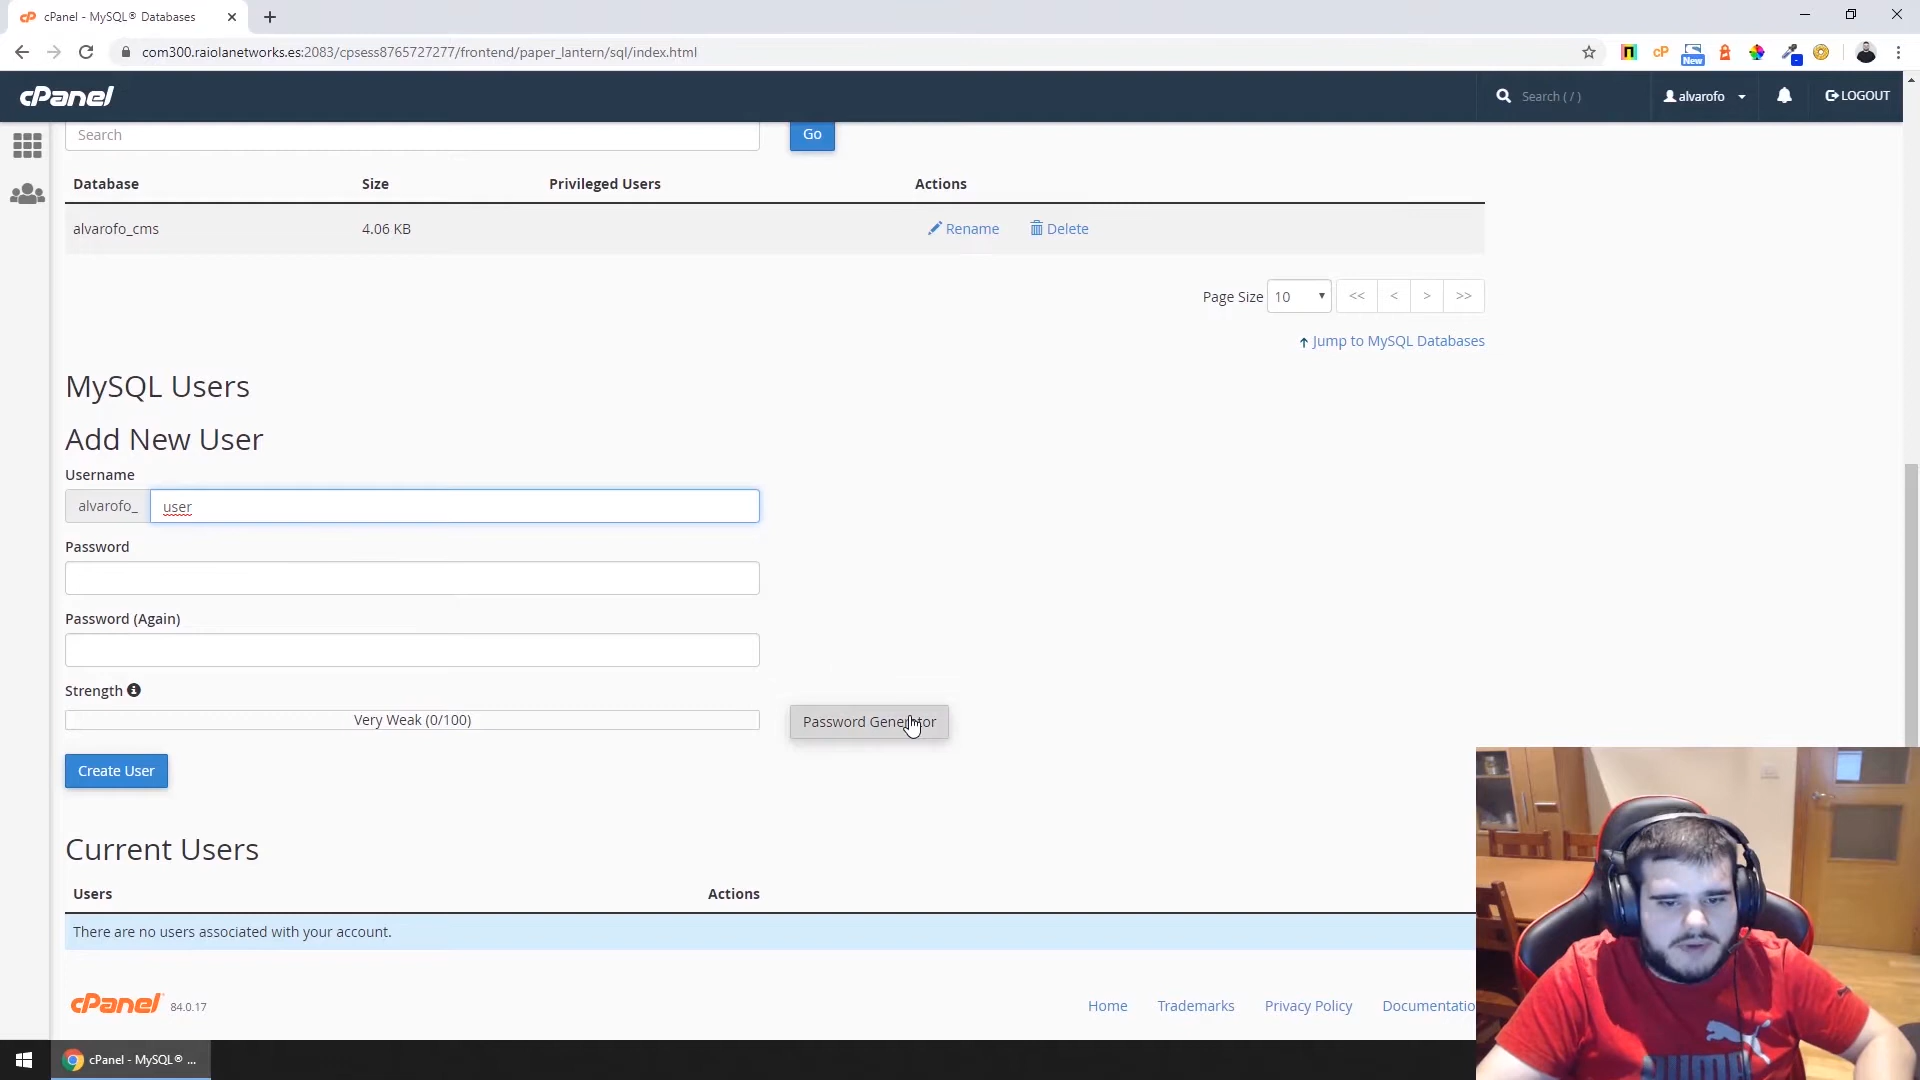 cPanel - MySQL® Databases
com300.raiolanetworks.es:2083/cpsess8765727277/frontend/paper_lantern/sql/index.html
cP
New
cPanel
Search ( / )
alvarofo
LOGOUT
Search
Go
Database Size Privileged Users Actions
alvarofo_cms 4.06 KB Rename Delete
Page Size 10 << < > >>
Jump to MySQL Databases
MySQL Users
Add New User
Username
alvarofo_ user
Password
Password (Again)
Strength
Very Weak (0/100)
Password Generator
Create User
Current Users
Users Actions
There are no users associated with your account.
cPanel 84.0.17
Home Trademarks Privacy Policy Documentatio
PUMA
cPanel - MySQL® ...